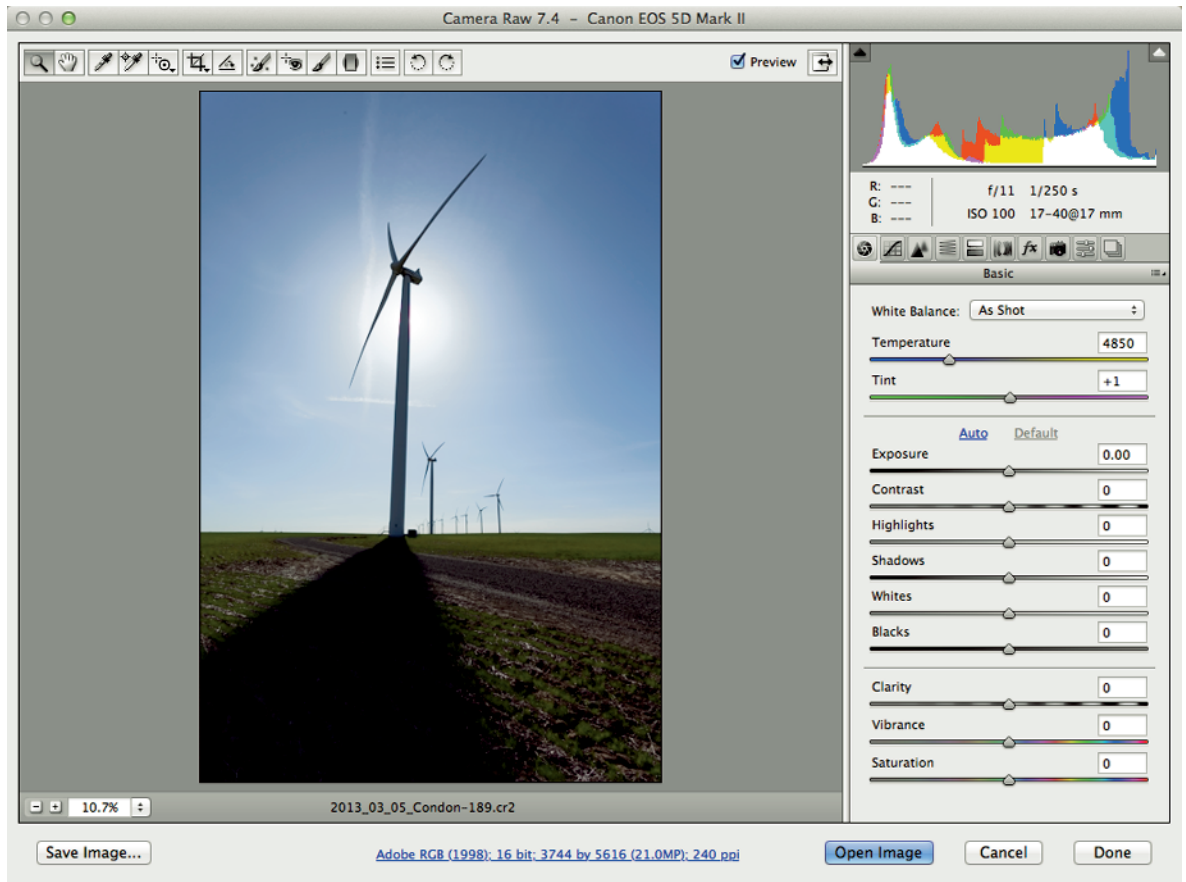 Camera Raw 7.4 – Canon EOS 5D Mark II
Preview
R: ---
G: ---
B: ---
f/11 1/250 s
ISO 100 17-40@17 mm
fx
Basic
White Balance: As Shot
Temperature 4850
Tint +1
Auto Default
Exposure 0.00
Contrast 0
Highlights 0
Shadows 0
Whites 0
Blacks 0
Clarity 0
Vibrance 0
Saturation 0
10.7% 2013_03_05_Condon-189.cr2
Save Image... Adobe RGB (1998); 16 bit; 3744 by 5616 (21.0MP); 240 ppi Open Image Cancel Done